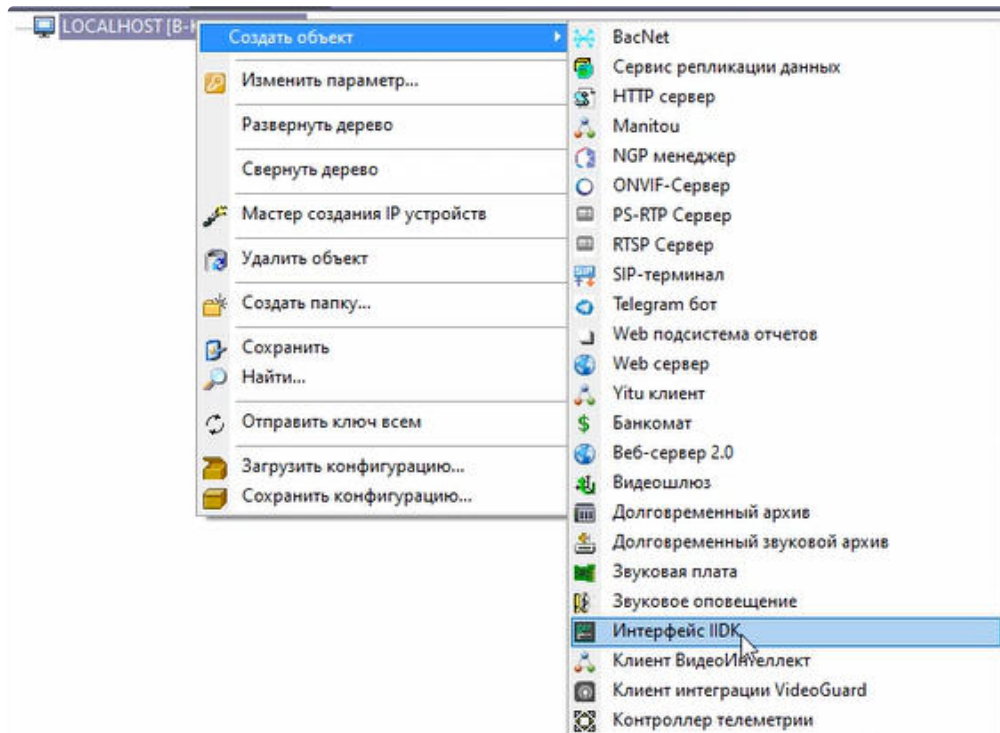 LOCALHOST [B-
Создать объект
Изменить параметр...
Развернуть дерево
Свернуть дерево
Мастер создания IP устройств
Удалить объект
Создать папку...
Сохранить
Найти...
Отправить ключ всем
Загрузить конфигурацию...
Сохранить конфигурацию...
BacNet
Сервис репликации данных
HTTP сервер
Manitou
NGP менеджер
ONVIF-Сервер
PS-RTP Сервер
RTSP Сервер
SIP-терминал
Telegram бот
Web подсистема отчетов
Web сервер
Yitu клиент
Банкомат
Веб-сервер 2.0
Видеошлюз
Долговременный архив
Долговременный звуковой архив
Звуковая плата
Звуковое оповещение
Интерфейс IIDK
Клиент ВидеоИнтеллект
Клиент интеграции VideoGuard
Контроллер телеметрии